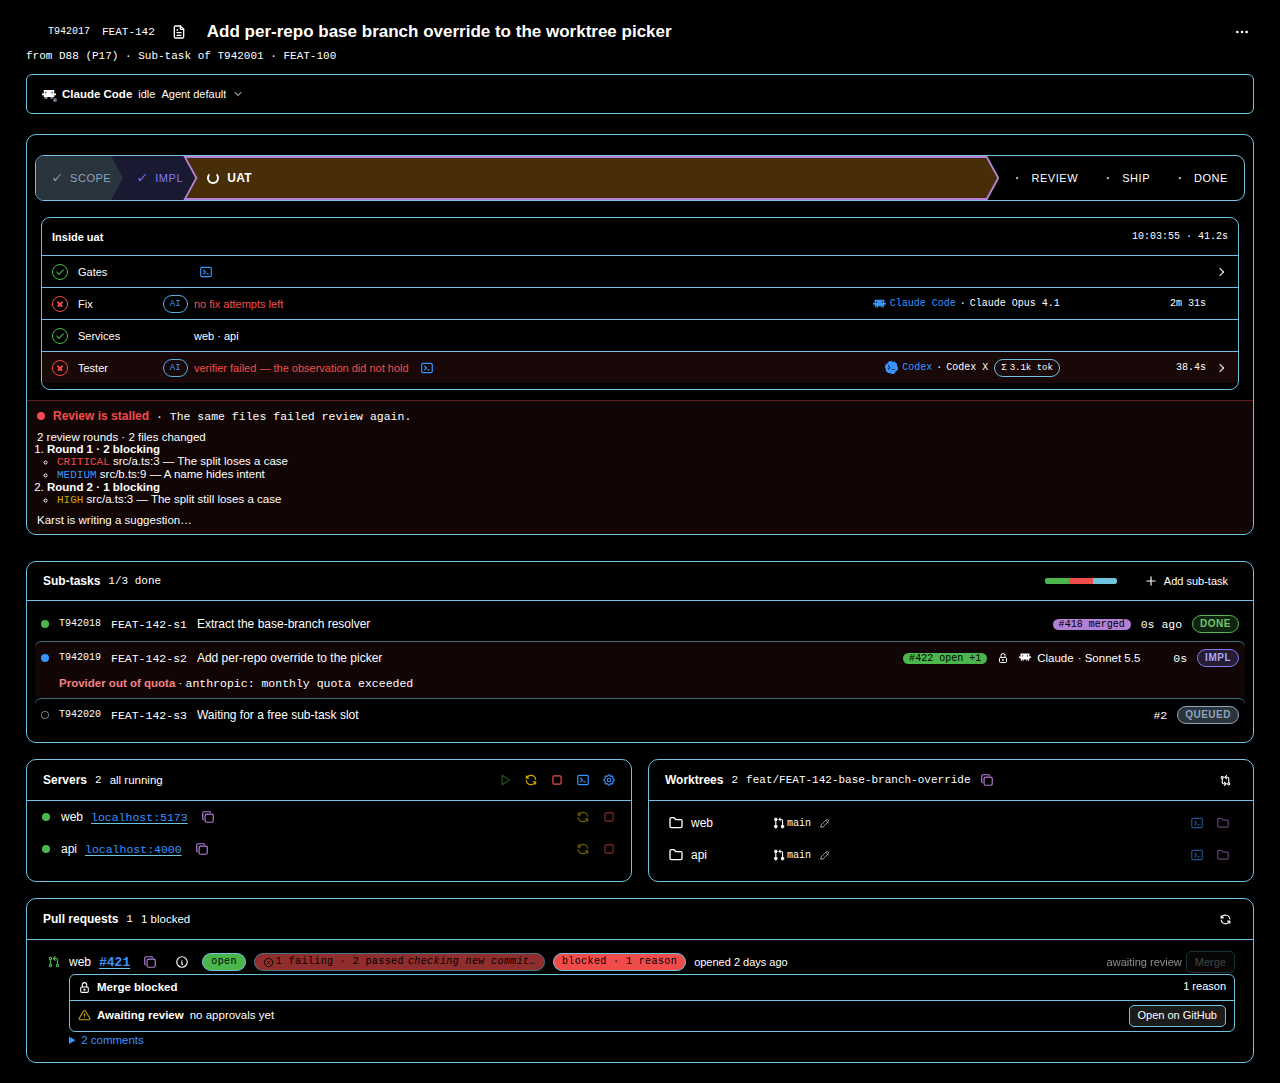 T942017 FEAT-142 Add per-repo base branch override to the worktree picker
from D88 (P17) · Sub-task of T942001 · FEAT-100
Claude Code idle Agent default
SCOPE IMPL UAT · REVIEW · SHIP · DONE
Inside uat 10:03:55 · 41.2s
Gates
Fix AI no fix attempts left Claude Code · Claude Opus 4.1 2m 31s
Services web · api
Tester AI verifier failed — the observation did not hold Codex · Codex X Σ 3.1k tok 38.4s
Review is stalled · The same files failed review again.
2 review rounds · 2 files changed
1. Round 1 · 2 blocking
CRITICAL src/a.ts:3 — The split loses a case
MEDIUM src/b.ts:9 — A name hides intent
2. Round 2 · 1 blocking
HIGH src/a.ts:3 — The split still loses a case
Karst is writing a suggestion…
Sub-tasks 1/3 done Add sub-task
T942018 FEAT-142-s1 Extract the base-branch resolver #418 merged 0s ago DONE
T942019 FEAT-142-s2 Add per-repo override to the picker #422 open +1 Claude · Sonnet 5.5 0s IMPL
Provider out of quota · anthropic: monthly quota exceeded
T942020 FEAT-142-s3 Waiting for a free sub-task slot #2 QUEUED
Servers 2 all running
web localhost:5173
api localhost:4000
Worktrees 2 feat/FEAT-142-base-branch-override
web main
api main
Pull requests 1 1 blocked
web #421 open 1 failing · 2 passed checking new commit… blocked · 1 reason opened 2 days ago awaiting review Merge
Merge blocked 1 reason
Awaiting review no approvals yet Open on GitHub
2 comments